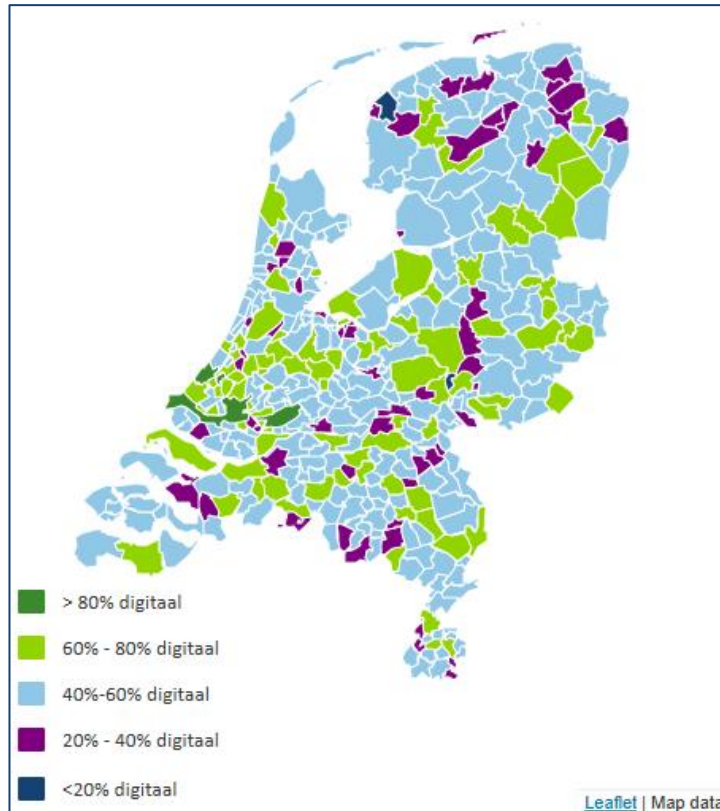 > 80% digitaal
60% - 80% digitaal
40%-60% digitaal
20% - 40% digitaal
<20% digitaal
Leaflet | Map data